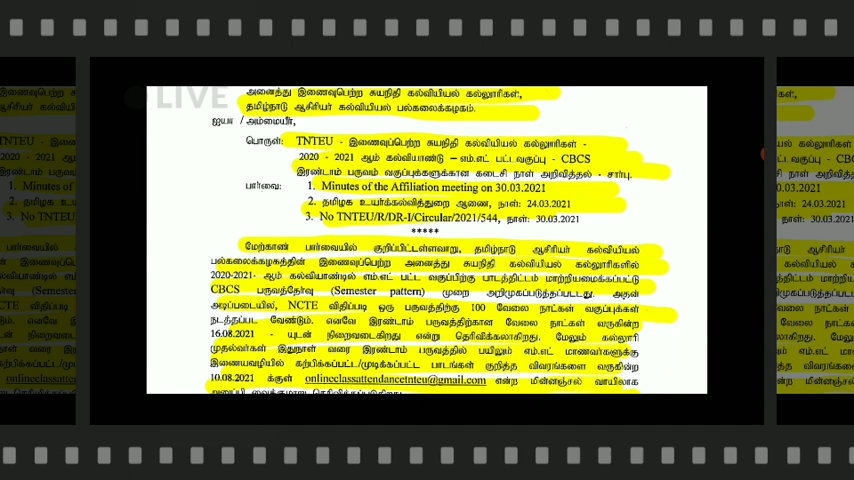 LIVE
அனைத்து இணைவுபெற்ற சுயநிதி கல்வியியல் கல்லூரிகள்,
தமிழ்நாடு ஆசிரியர் கல்வியியல் பல்கலைக்கழகம்.
ஐயா / அம்மையீர்,
பொருள்: TNTEU - இணைவுப்பெற்ற சுயநிதி கல்வியியல் கல்லூரிகள் -
2020 - 2021 ஆம் கல்வியாண்டு – எம்.எட் பட்டவகுப்பு - CBCS
இரண்டாம் பருவம் வகுப்புக்களுக்கான கடைசி நாள் அறிவித்தல் - சார்பு.
பார்வை: 1. Minutes of the Affiliation meeting on 30.03.2021
2. தமிழக உயர்க்கல்வித்துறை ஆணை, நாள்: 24.03.2021
3. No TNTEU/R/DR-I/Circular/2021/544, நாள்: 30.03.2021
*****
மேற்காண் பார்வையில் குறிப்பிட்டள்ளவாறு, தமிழ்நாடு ஆசிரியர் கல்வியியல்
பல்கலைகழகத்தின் இணைவுப்பெற்ற அனைத்து சுயநிதி கல்வியியல் கல்லூரிகளில்
2020-2021- ஆம் கல்வியாண்டில் எம்.எட் பட்ட வகுப்பிற்கு பாடத்திட்டம் மாற்றியமைக்கப்பட்டு
CBCS பருவத்தேர்வு (Semester pattern) முறை அறிமுகப்படுத்தப்பட்டது. அதன்
அடிப்படையில், NCTE விதிப்படி ஒரு பருவத்திற்கு 100 வேலை நாட்கள் வகுப்புக்கள்
நடத்தப்பட வேண்டும். எனவே இரண்டாம் பருவத்திற்கான வேலை நாட்கள் வருகின்ற
16.08.2021 - யுடன் நிறைவடைகிறது என்று தெரிவிக்கலாகிறது. மேலும் கல்லூரி
முதல்வர்கள் இதுநாள் வரை இரண்டாம் பருவத்தில் பயிலும் எம்.எட் மாணவர்களுக்கு
இணையவழியில் கற்பிக்கப்பட்ட/முடிக்கப்பட்ட பாடங்கள் குறித்த விவரங்களை வருகின்ற
10.08.2021 க்குள் onlineclassattendancetnteu@gmail.com என்ற மின்னஞ்சல் வாயிலாக